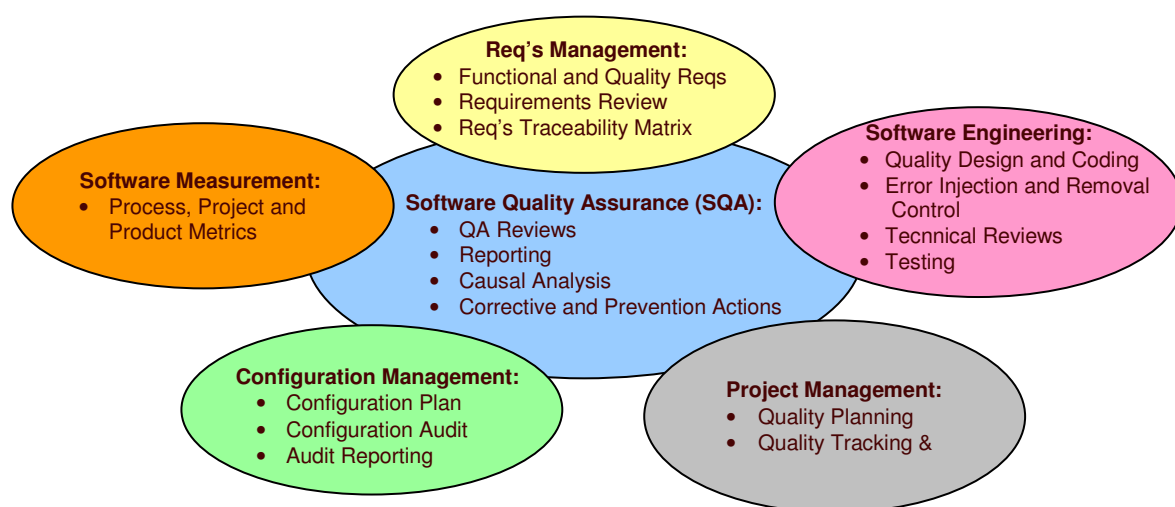 Req's Management:
• Functional and Quality Reqs
• Requirements Review
• Req's Traceability Matrix
Software Measurement:
• Process, Project and
Product Metrics
Software Quality Assurance (SQA):
• QA Reviews
• Reporting
• Causal Analysis
• Corrective and Prevention Actions
Software Engineering:
• Quality Design and Coding
• Error Injection and Removal
Control
• Tecnnical Reviews
• Testing
Configuration Management:
• Configuration Plan
• Configuration Audit
• Audit Reporting
Project Management:
• Quality Planning
• Quality Tracking &